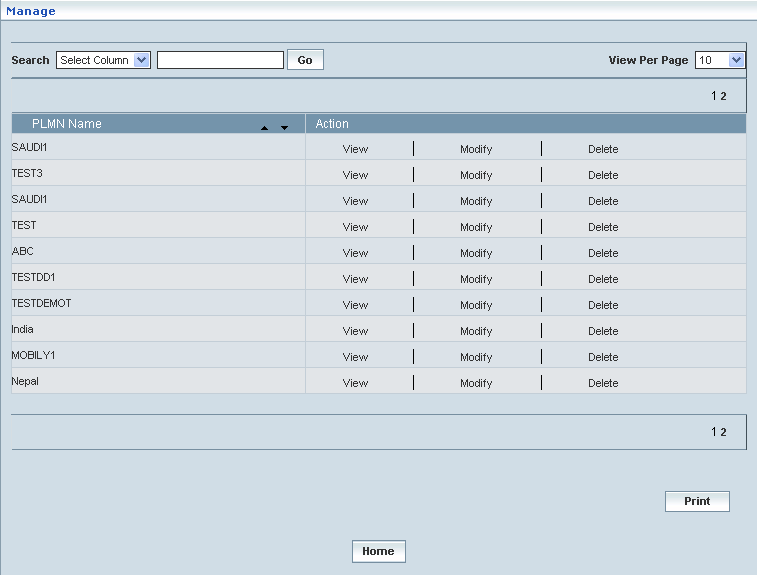 Manage
Search Select Column Go View Per Page 10
1 2
PLMN Name Action
SAUDI1 View Modify Delete
TEST3 View Modify Delete
SAUDI1 View Modify Delete
TEST View Modify Delete
ABC View Modify Delete
TESTDD1 View Modify Delete
TESTDEMOT View Modify Delete
India View Modify Delete
MOBILY1 View Modify Delete
Nepal View Modify Delete
1 2
Print
Home